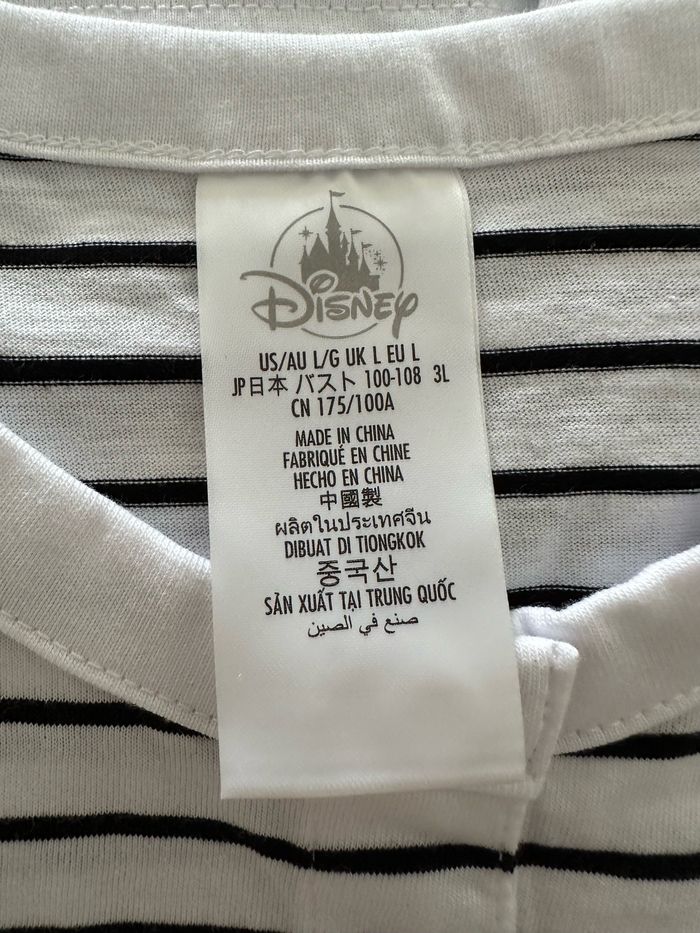 Disney
US/AU L/G UK L EU L
JP日本 バスト 100-108 3L
CN 175/100A
MADE IN CHINA
FABRIQUÉ EN CHINE
HECHO EN CHINA
中國製
ผลิตในประเทศจีน
DIBUAT DI TIONGKOK
중국산
SẢN XUẤT TẠI TRUNG QUỐC
صنع في الصين